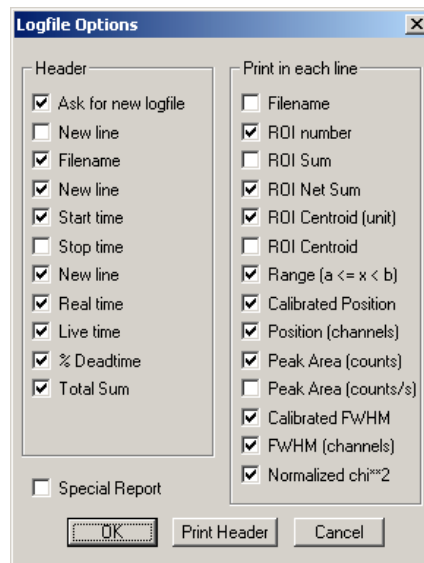 Logfile Options
Header
Ask for new logfile
New line
Filename
New line
Start time
Stop time
New line
Real time
Live time
% Deadtime
Total Sum
Special Report
Print in each line
Filename
ROI number
ROI Sum
ROI Net Sum
ROI Centroid (unit)
ROI Centroid
Range (a <= x < b)
Calibrated Position
Position (channels)
Peak Area (counts)
Peak Area (counts/s)
Calibrated FWHM
FWHM (channels)
Normalized chi**2
OK
Print Header
Cancel